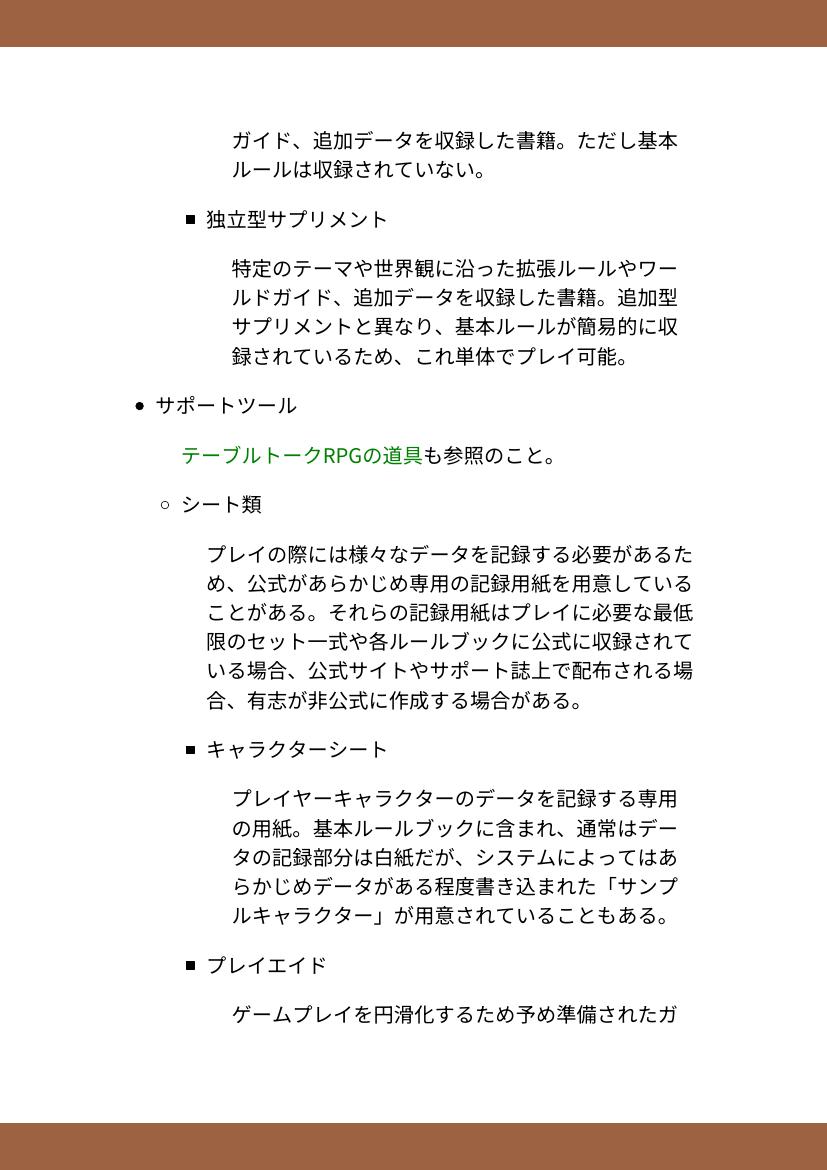 ガイド、追加データを収録した書籍。ただし基本
ルールは収録されていない。
■ 独立型サプリメント
特定のテーマや世界観に沿った拡張ルールやワー
ルドガイド、追加データを収録した書籍。追加型
サプリメントと異なり、基本ルールが簡易的に収
録されているため、これ単体でプレイ可能。
● サポートツール
テーブルトークRPGの道具も参照のこと。
○ シート類
プレイの際には様々なデータを記録する必要があるた
め、公式があらかじめ専用の記録用紙を用意している
ことがある。それらの記録用紙はプレイに必要な最低
限のセット一式や各ルールブックに公式に収録されて
いる場合、公式サイトやサポート誌上で配布される場
合、有志が非公式に作成する場合がある。
■ キャラクターシート
プレイヤーキャラクターのデータを記録する専用
の用紙。基本ルールブックに含まれ、通常はデー
タの記録部分は白紙だが、システムによってはあ
らかじめデータがある程度書き込まれた「サンプ
ルキャラクター」が用意されていることもある。
■ プレイエイド
ゲームプレイを円滑化するため予め準備されたガ